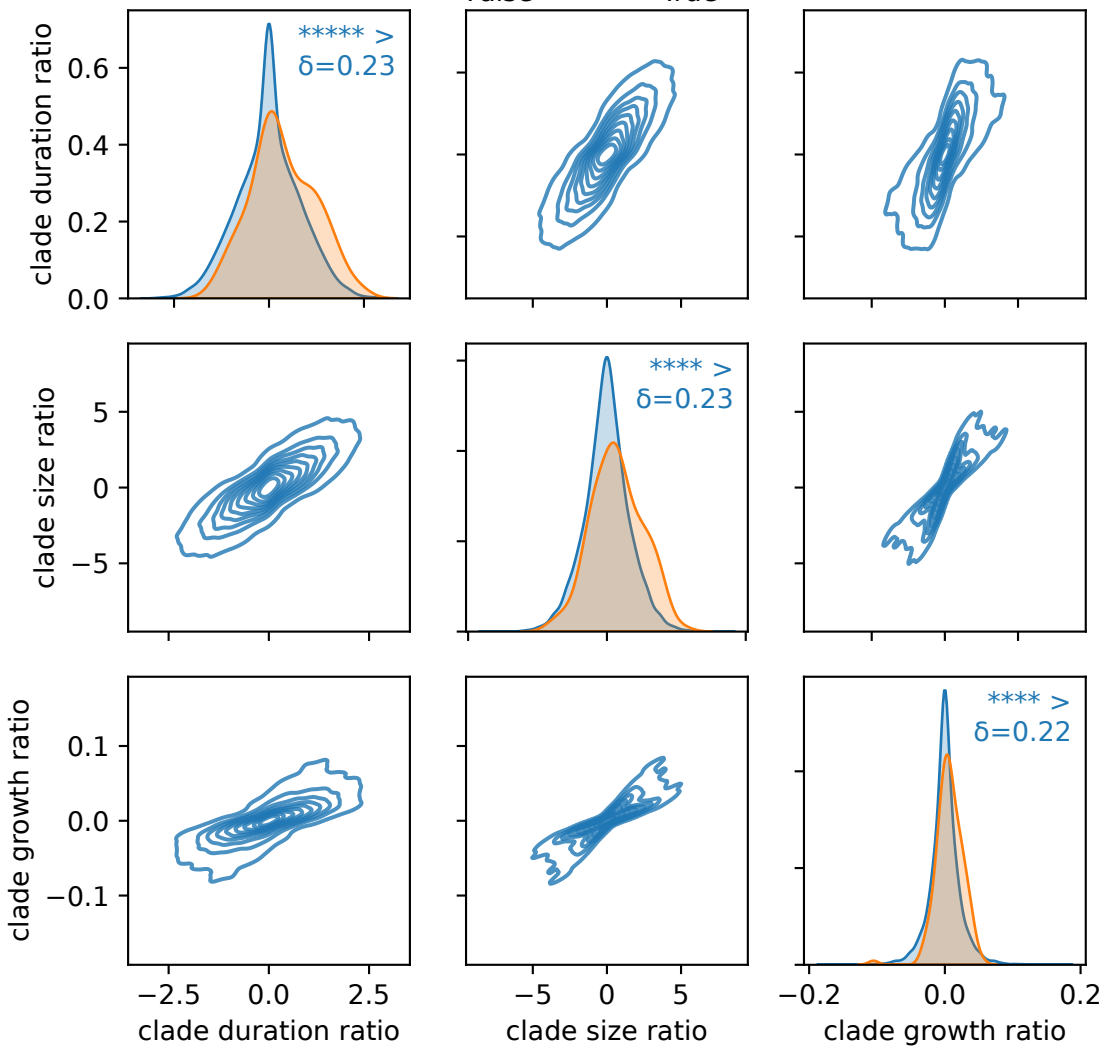 clade duration ratio
0.6
0.4
0.2
0.0
***** >
δ=0.23
clade size ratio
5
0
−5
**** >
δ=0.23
clade growth ratio
0.1
0.0
−0.1
**** >
δ=0.22
−2.5 0.0 2.5
−5 0 5
−0.2 0.0 0.2
clade duration ratio
clade size ratio
clade growth ratio